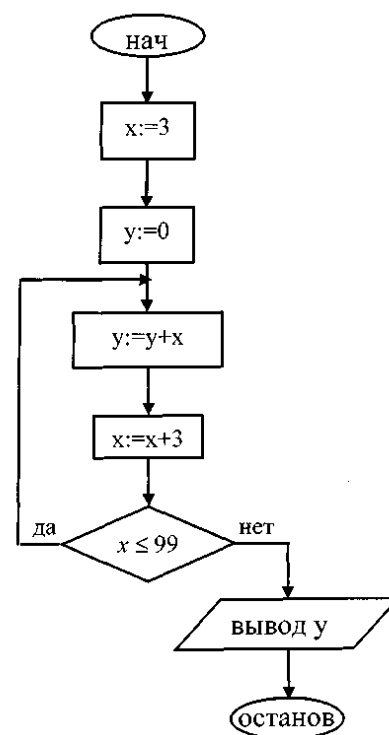 нач
x:=3
y:=0
y:=y+x
x:=x+3
да
x ≤ 99
нет
вывод y
останов